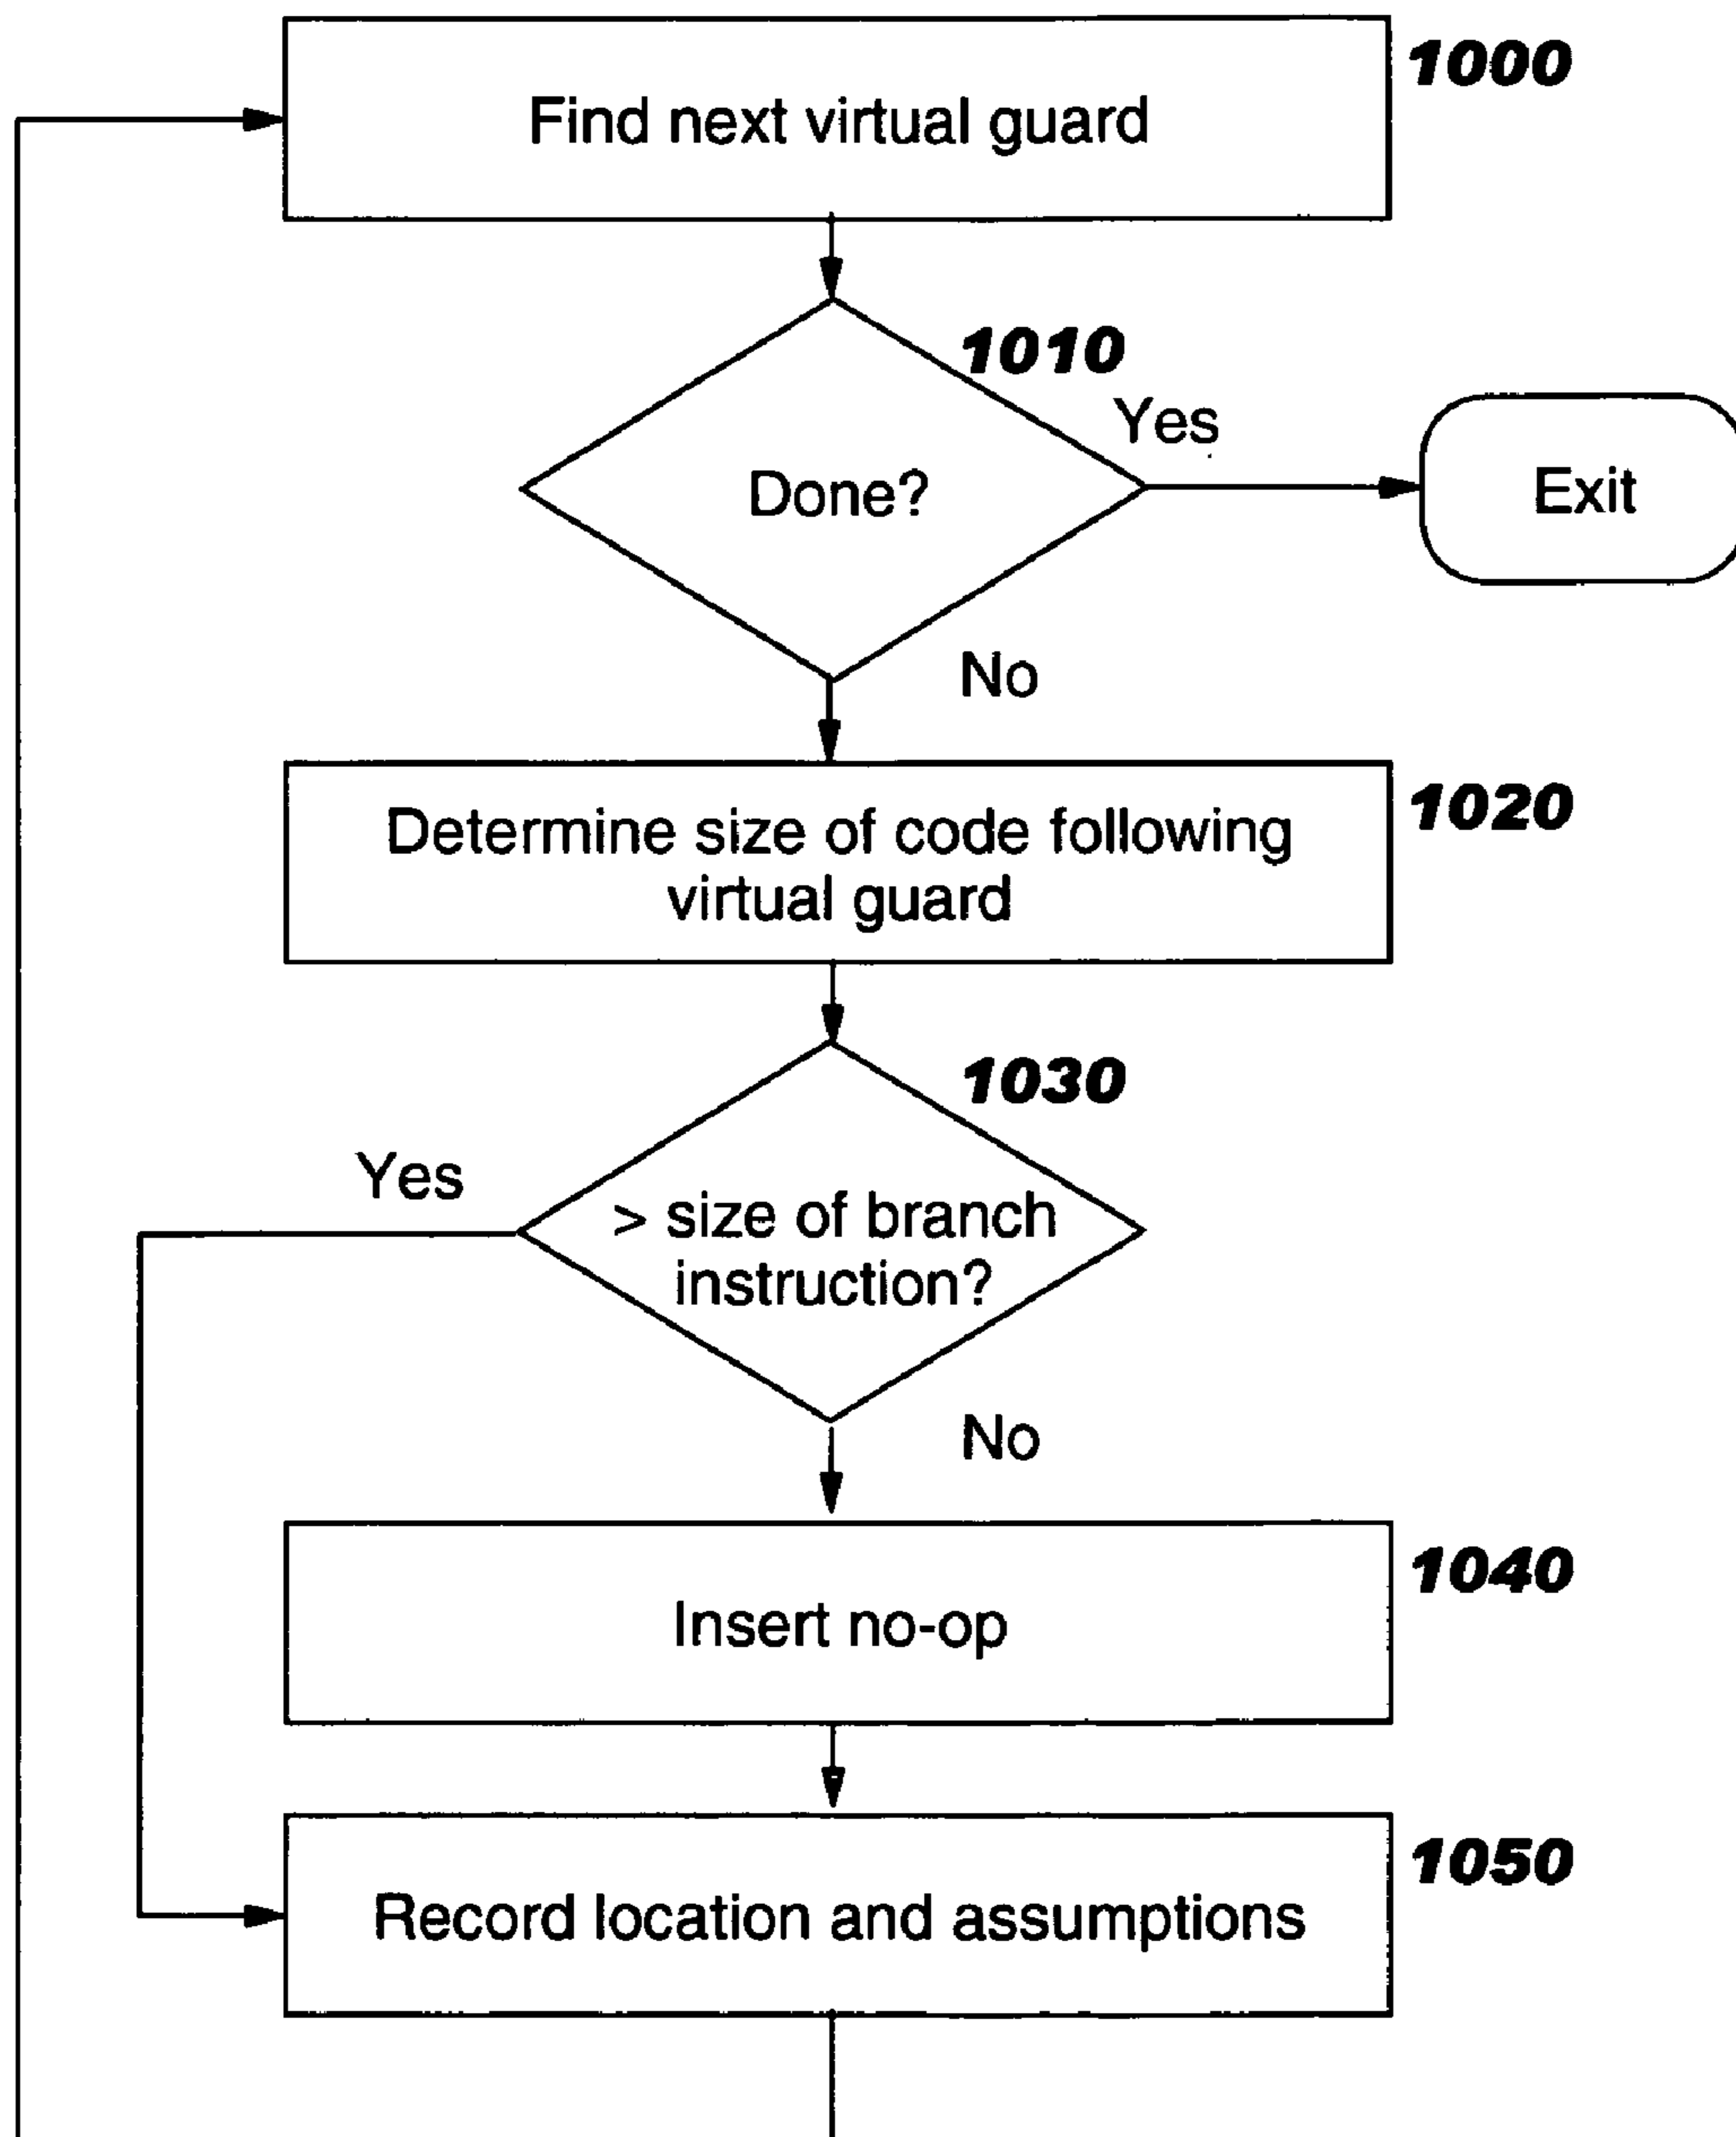 1000
Find next virtual guard
1010
Yes
Done?
Exit
No
1020
Determine size of code following
virtual guard
1030
Yes
> size of branch
instruction?
No
1040
Insert no-op
1050
Record location and assumptions